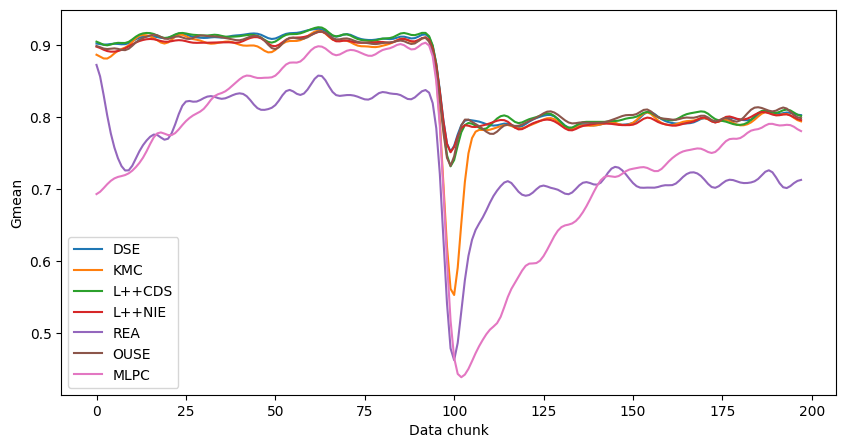 Gmean
0.9
0.8
0.7
0.6
0.5
DSE
KMC
L++CDS
L++NIE
REA
OUSE
MLPC
0 25 50 75 100 125 150 175 200
Data chunk